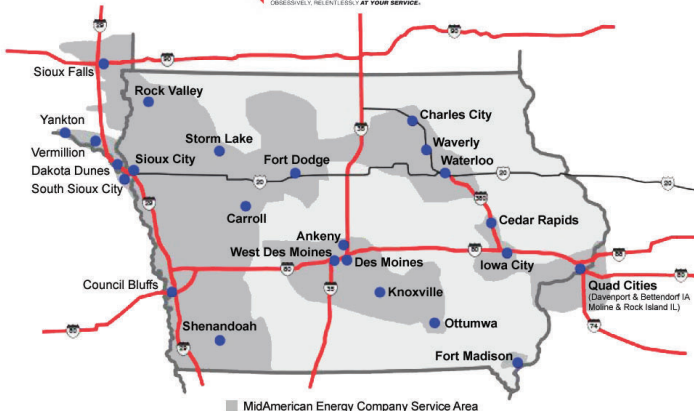 OBSESSIVELY, RELENTLESSLY AT YOUR SERVICE.
29
90
90
90
Sioux Falls
Rock Valley
Yankton
Charles City
35
Storm Lake
Waverly
Vermillion
Sioux City
Fort Dodge
Waterloo
Dakota Dunes
20
20
20
South Sioux City
380
29
Carroll
Cedar Rapids
Ankeny
West Des Moines
80
88
Des Moines
Iowa City
80
80
Quad Cities
Council Bluffs
35
Knoxville
(Davenport & Bettendorf IA
Moline & Rock Island IL)
80
Shenandoah
Ottumwa
74
29
Fort Madison
MidAmerican Energy Company Service Area